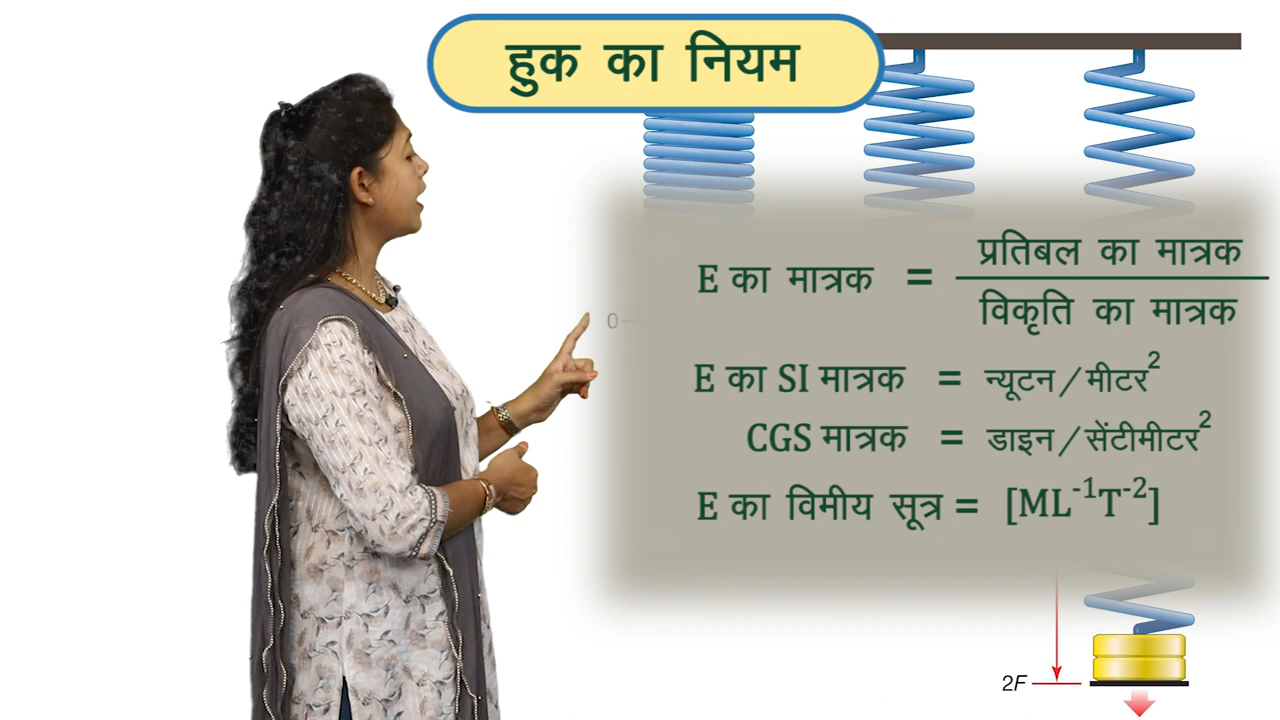 हुक का नियम
E का मात्रक = प्रतिबल का मात्रक / विकृति का मात्रक
0
E का SI मात्रक = न्यूटन/मीटर²
CGS मात्रक = डाइन/सेंटीमीटर²
E का विमीय सूत्र = [ML⁻¹T⁻²]
2F